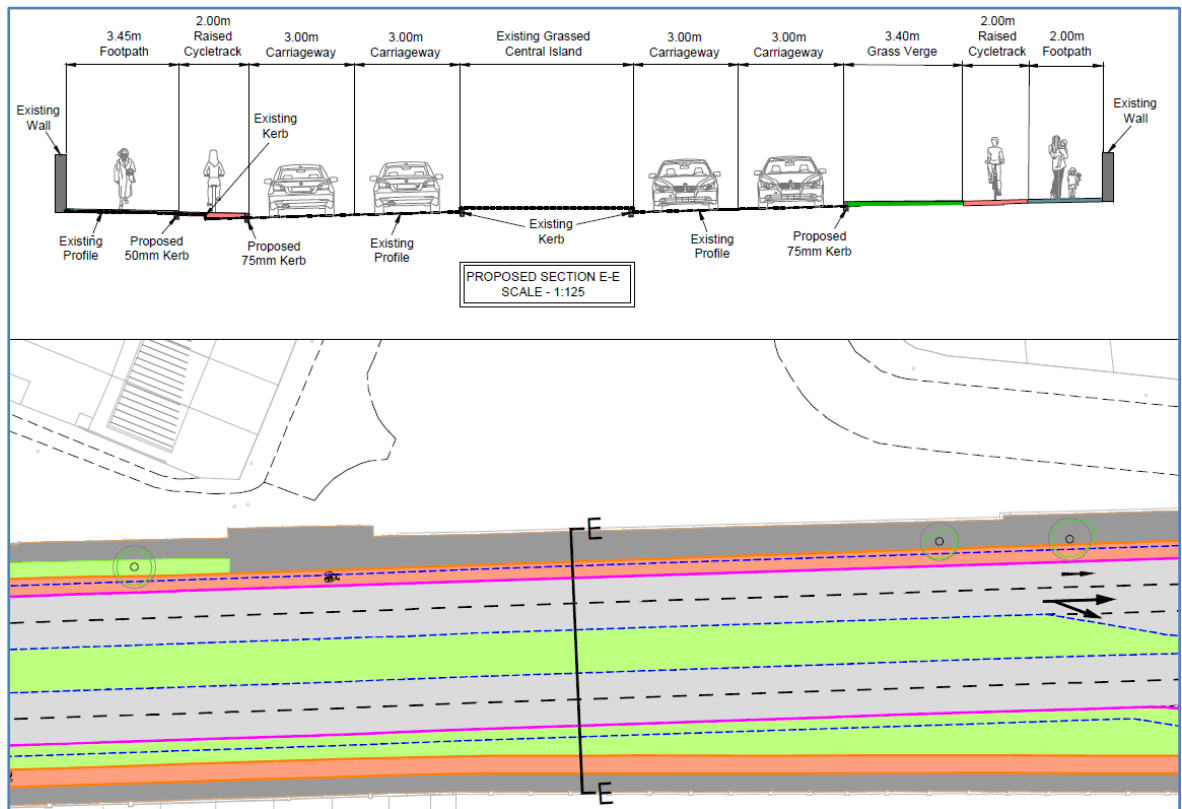 3.45m
Footpath
2.00m
Raised
Cycletrack
3.00m
Carriageway
3.00m
Carriageway
Existing Grassed
Central Island
3.00m
Carriageway
3.00m
Carriageway
3.40m
Grass Verge
2.00m
Raised
Cycletrack
2.00m
Footpath
Existing
Wall
Existing
Kerb
Existing
Wall
Existing
Profile
Proposed
50mm Kerb
Proposed
75mm Kerb
Existing
Profile
Existing
Kerb
Existing
Profile
Proposed
75mm Kerb
PROPOSED SECTION E-E
SCALE - 1:125
E
E